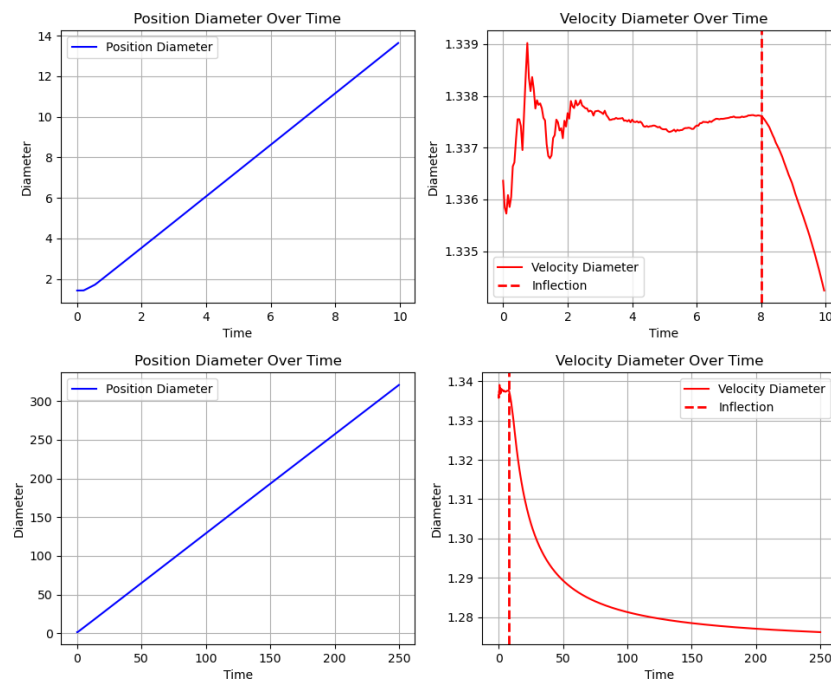 Position Diameter Over Time
14
12
10
8
6
4
2
Diameter
Position Diameter
0
2
4
6
8
10
Time
Velocity Diameter Over Time
1.339
1.338
1.337
1.336
1.335
Diameter
Velocity Diameter
Inflection
0
2
4
6
8
10
Time
Position Diameter Over Time
300
250
200
150
100
50
0
Diameter
Position Diameter
0
50
100
150
200
250
Time
Velocity Diameter Over Time
1.34
1.33
1.32
1.31
1.30
1.29
1.28
Diameter
Velocity Diameter
Inflection
0
50
100
150
200
250
Time